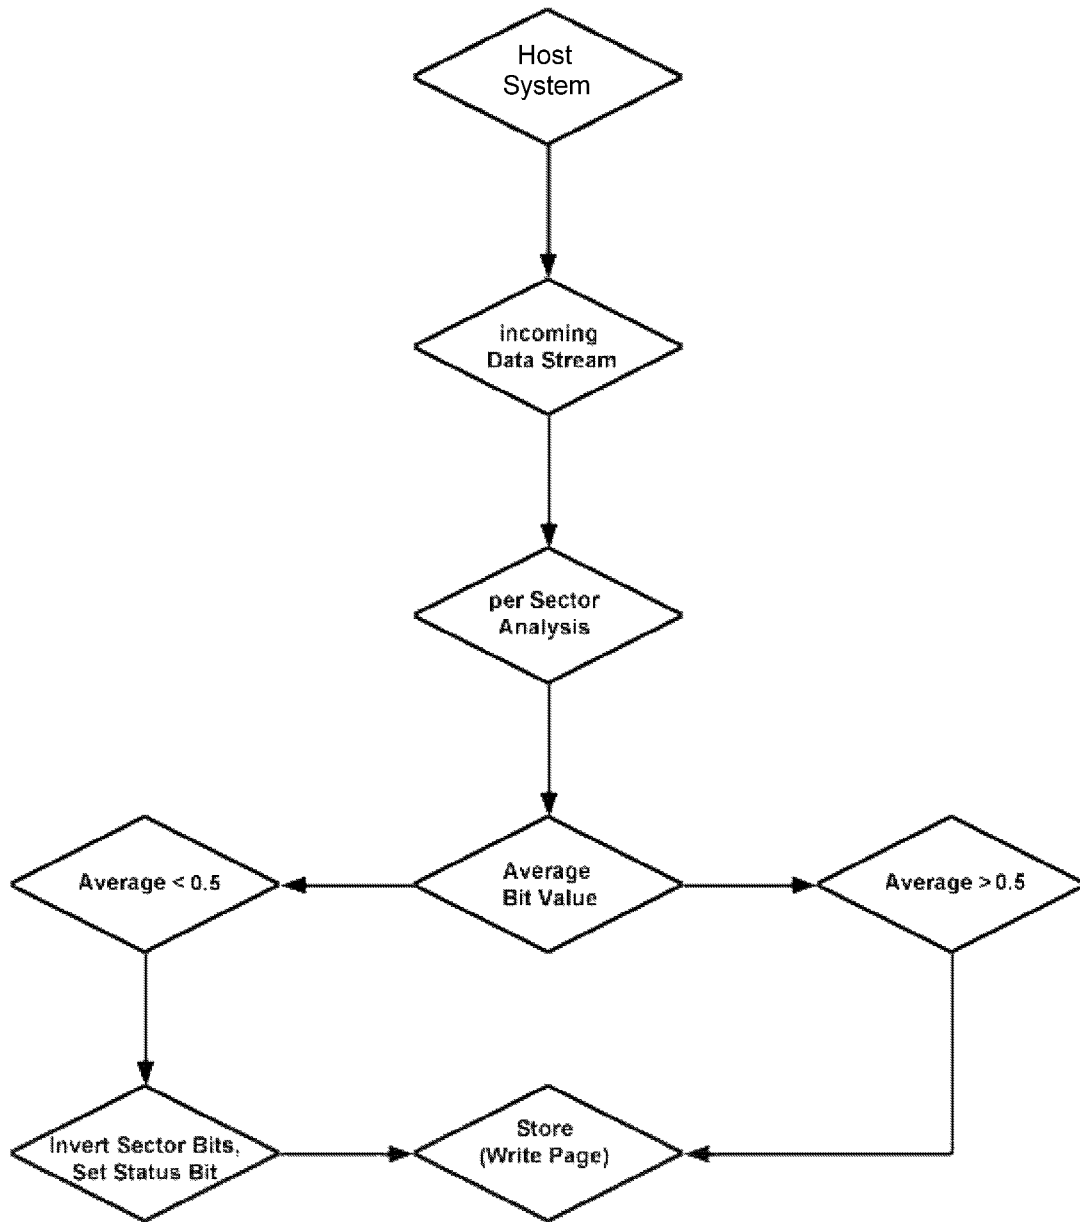 Host
System
incoming
Data Stream
per Sector
Analysis
Average < 0.5
Average
Bit Value
Average > 0.5
Invert Sector Bits,
Set Status Bit
Store
(Write Page)